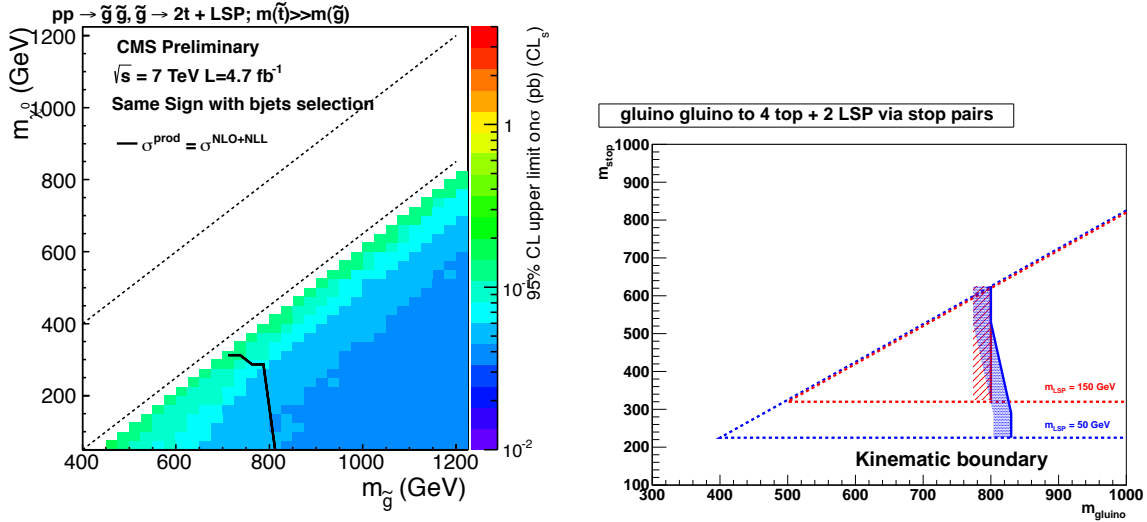 pp → g̃ g̃, g̃ → 2t + LSP; m(t̃)>>m(g̃)
CMS Preliminary
√s = 7 TeV L=4.7 fb⁻¹
Same Sign with bjets selection
σ^prod = σ^NLO+NLL
m_χ̃⁰ (GeV)
1200
1000
800
600
400
200
400
600
800
1000
1200
m_g̃ (GeV)
1
10⁻¹
10⁻²
95% CL upper limit on σ (pb) (CL_s)
gluino gluino to 4 top + 2 LSP via stop pairs
m_stop
1000
900
800
700
600
500
400
300
200
100
m_LSP = 150 GeV
m_LSP = 50 GeV
Kinematic boundary
300
400
500
600
700
800
900
1000
m_gluino